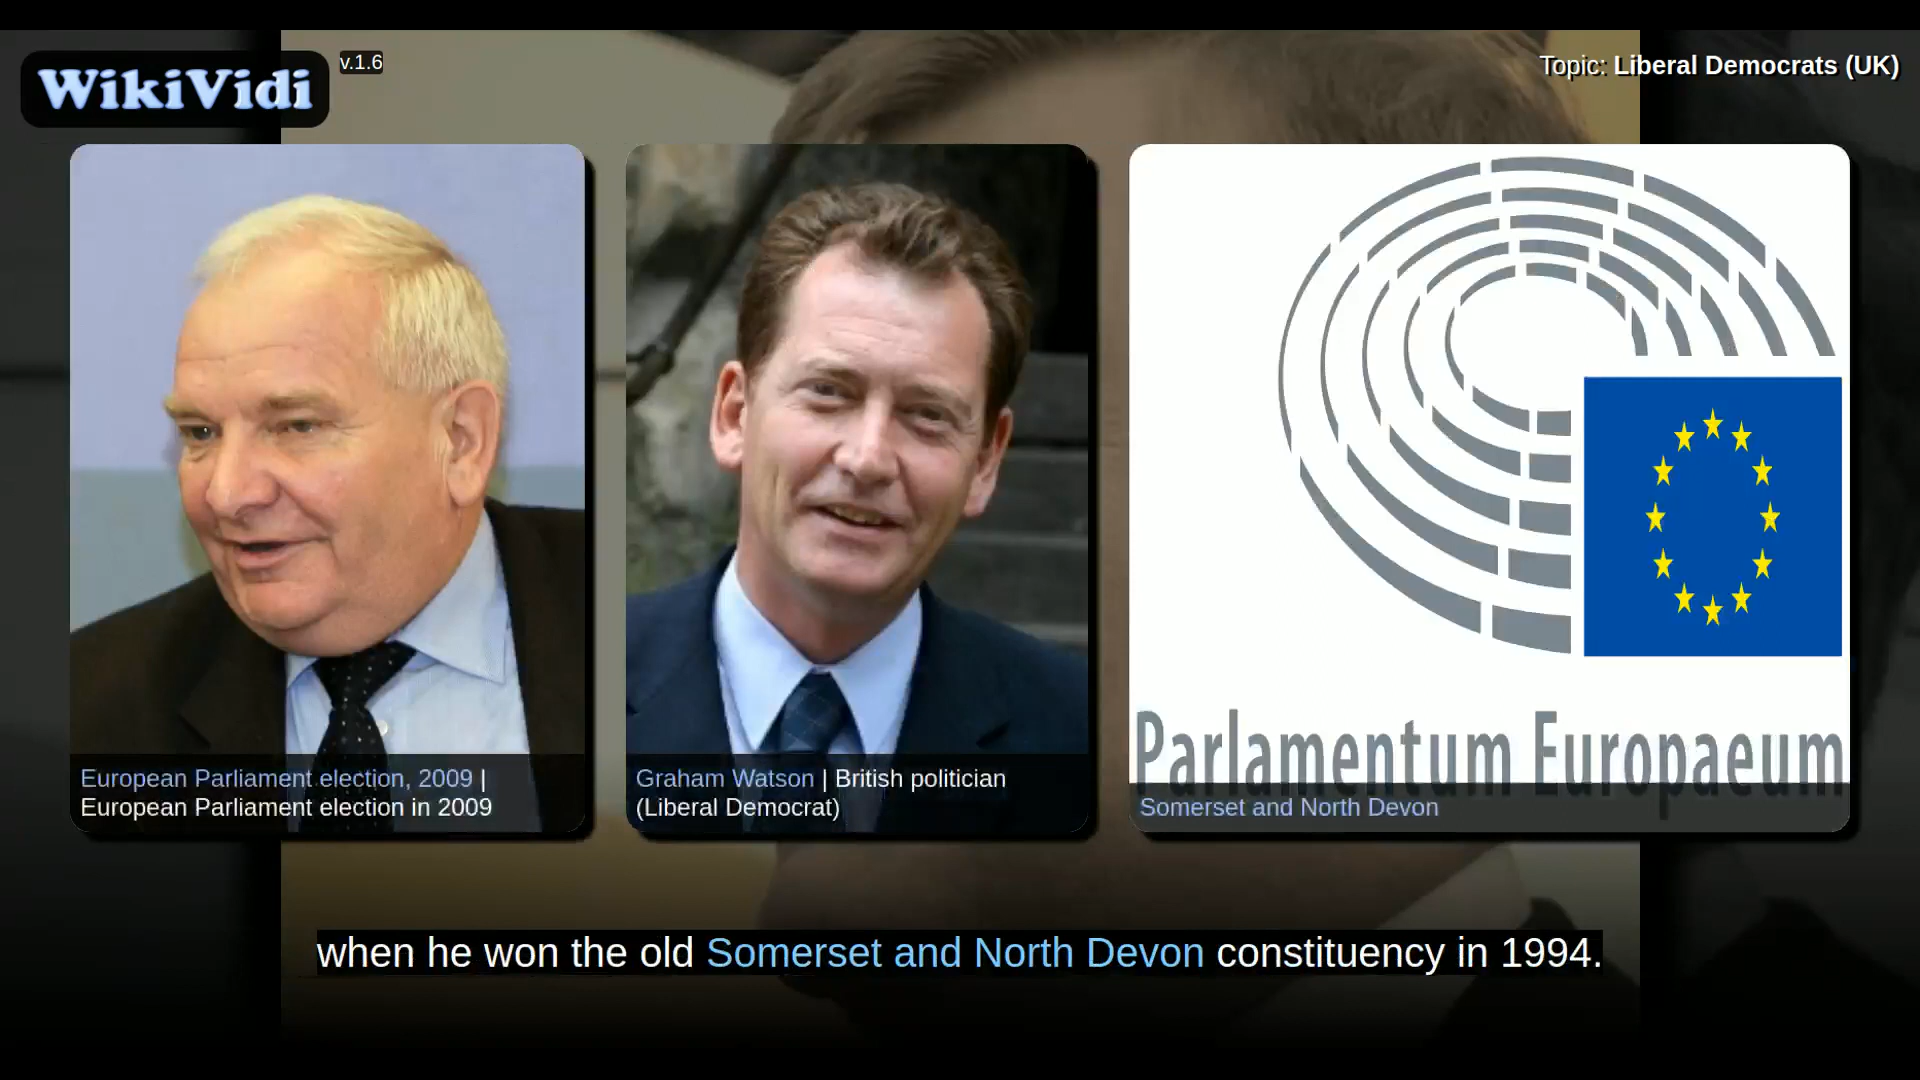 WikiVidi
v.1.6
Topic: Liberal Democrats (UK)
European Parliament election, 2009 |
European Parliament election in 2009
Graham Watson | British politician
(Liberal Democrat)
Parlamentum Europaeum
Somerset and North Devon
when he won the old Somerset and North Devon constituency in 1994.